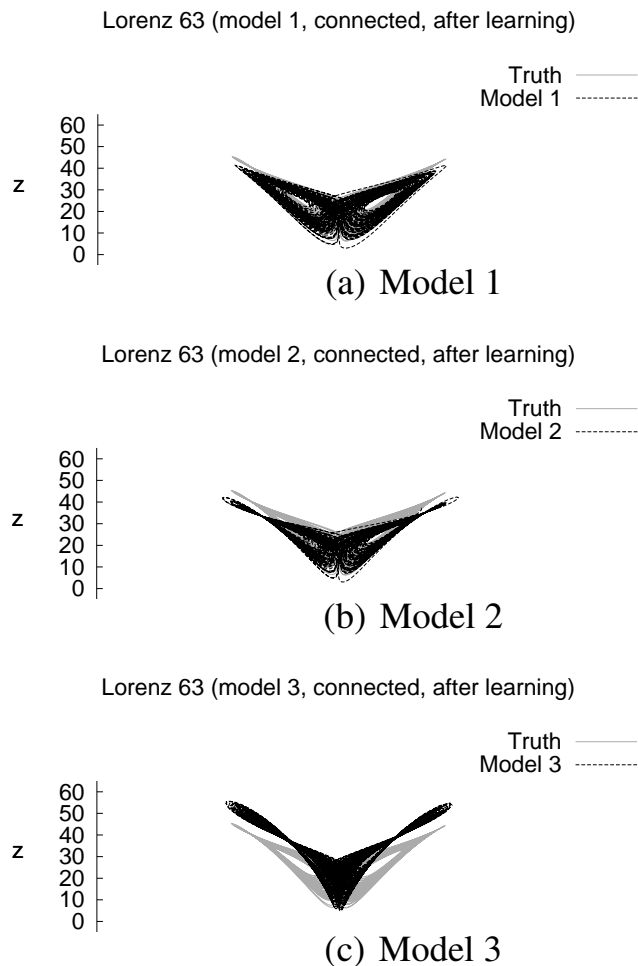 Lorenz 63 (model 1, connected, after learning)
Truth
Model 1
60
50
40
30
20
10
0
z
(a) Model 1
Lorenz 63 (model 2, connected, after learning)
Truth
Model 2
60
50
40
30
20
10
0
z
(b) Model 2
Lorenz 63 (model 3, connected, after learning)
Truth
Model 3
60
50
40
30
20
10
0
z
(c) Model 3